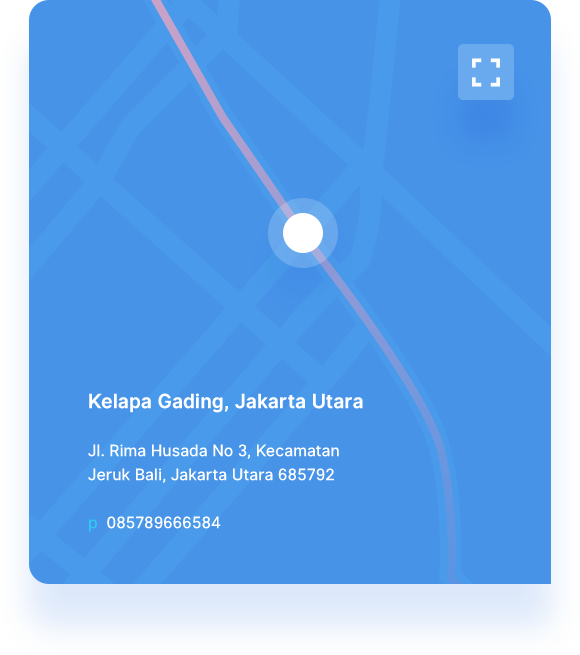 Kelapa Gading, Jakarta Utara
Jl. Rima Husada No 3, Kecamatan
Jeruk Bali, Jakarta Utara 685792
p 085789666584